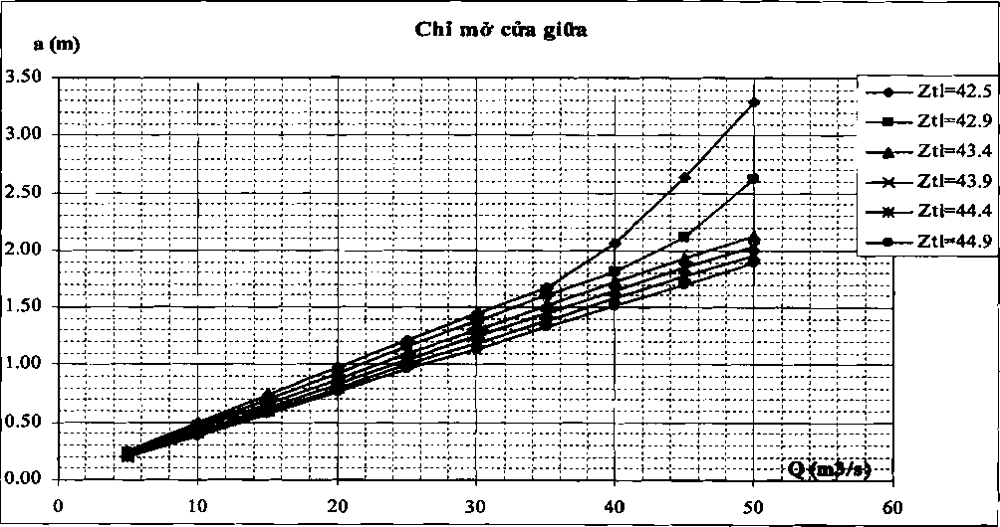 Chỉ mở cửa giữa
a (m)
3.50
3.00
2.50
2.00
1.50
1.00
0.50
0.00
0 10 20 30 40 50 60
Q (m3/s)
Ztl=42.5
Ztl=42.9
Ztl=43.4
Ztl=43.9
Ztl=44.4
Ztl=44.9